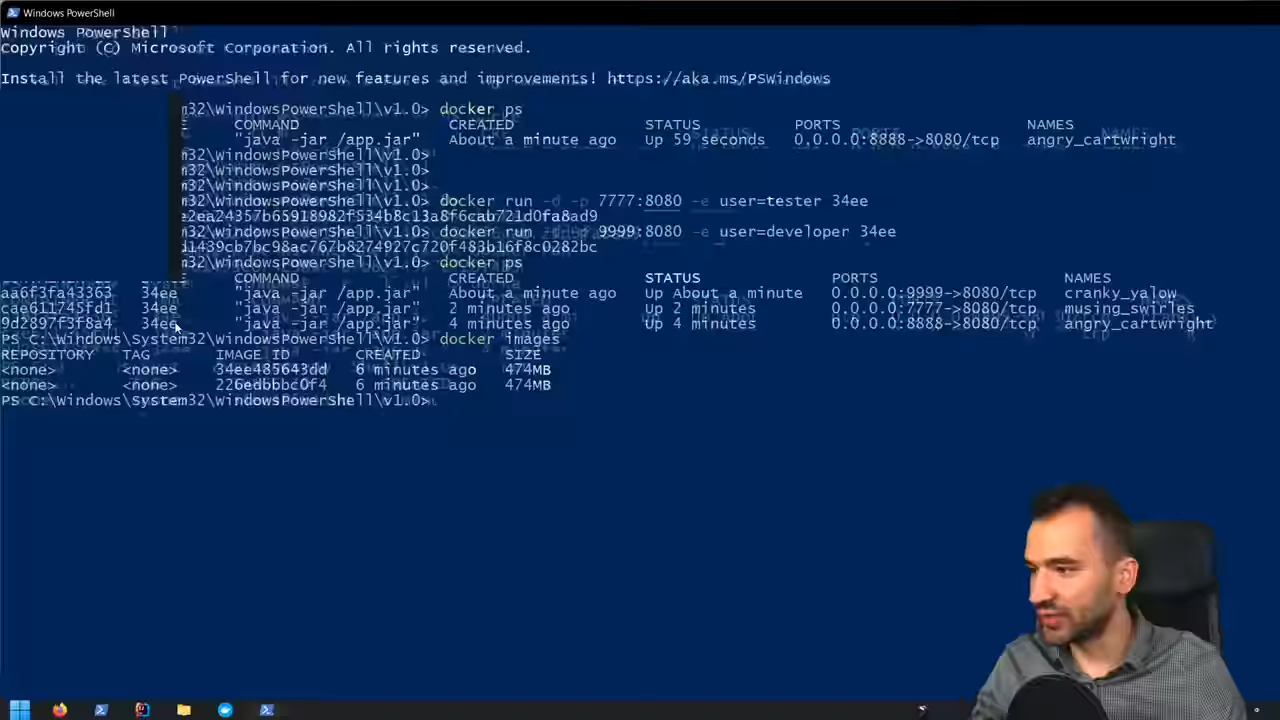 Windows PowerShell
Windows PowerShell
Copyright (C) Microsoft Corporation. All rights reserved.
Install the latest PowerShell for new features and improvements! https://aka.ms/PSWindows
m32\WindowsPowerShell\v1.0> docker ps
E COMMAND CREATED STATUS PORTS NAMES
"java -jar /app.jar" About a minute ago Up 59 seconds 0.0.0.0:8888->8080/tcp angry_cartwright
m32\WindowsPowerShell\v1.0>
m32\WindowsPowerShell\v1.0>
m32\WindowsPowerShell\v1.0>
m32\WindowsPowerShell\v1.0> docker run -d -p 7777:8080 -e user=tester 34ee
m32\WindowsPowerShell\v1.0> docker run -d -p 9999:8080 -e user=developer 34ee
m32\WindowsPowerShell\v1.0> docker ps
E COMMAND CREATED STATUS PORTS NAMES
aa6f3fa43363 34ee "java -jar /app.jar" About a minute ago Up About a minute 0.0.0.0:9999->8080/tcp cranky_yalow
cae611745fd1 34ee "java -jar /app.jar" 2 minutes ago Up 2 minutes 0.0.0.0:7777->8080/tcp musing_swirles
9d2897f3f8a4 34ee "java -jar /app.jar" 4 minutes ago Up 4 minutes 0.0.0.0:8888->8080/tcp angry_cartwright
PS C:\Windows\System32\WindowsPowerShell\v1.0> docker images
REPOSITORY TAG IMAGE ID CREATED SIZE
<none> <none> 34ee485643dd 6 minutes ago 474MB
<none> <none> 6 minutes ago 474MB
PS C:\Windows\System32\WindowsPowerShell\v1.0>